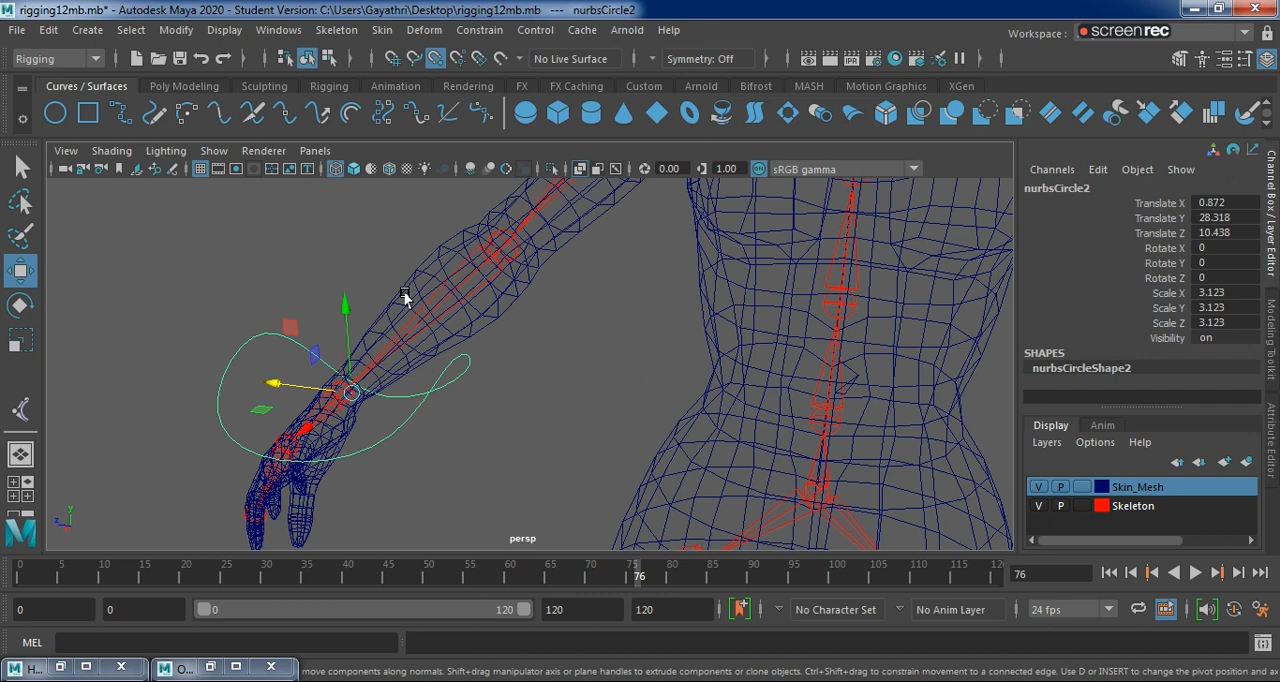 rigging12mb.mb* - Autodesk Maya 2020 - Student Version: C:\Users\Gayathri\Desktop\rigging12mb.mb --- nurbsCircle2
File Edit Create Select Modify Display Windows Skeleton Skin Deform Constrain Control Cache Arnold Help
Workspace : screenrec
Rigging No Live Surface Symmetry: Off
Curves / Surfaces Poly Modeling Sculpting Rigging Animation Rendering FX FX Caching Custom Arnold Bifrost MASH Motion Graphics XGen
View Shading Lighting Show Renderer Panels
0.00 1.00 sRGB gamma
Channels Edit Object Show
nurbsCircle2
Translate X 0.872
Translate Y 28.318
Translate Z 10.438
Rotate X 0
Rotate Y 0
Rotate Z 0
Scale X 3.123
Scale Y 3.123
Scale Z 3.123
Visibility on
SHAPES
nurbsCircleShape2
Display Anim
Layers Options Help
V P Skin_Mesh
V P Skeleton
Channel Box / Layer Editor
Modeling Toolkit
Attribute Editor
y
z
persp
0 5 10 15 20 25 30 35 40 45 50 55 60 65 70 75 80 85 90 95 100 105 110 115 12
76
76
0 0 0 120 120 120 No Character Set No Anim Layer 24 fps
MEL
H... O... move components along normals. Shift+drag manipulator axis or plane handles to extrude components or clone objects. Ctrl+Shift+drag to constrain movement to a connected edge. Use D or INSERT to change the pivot position and ax